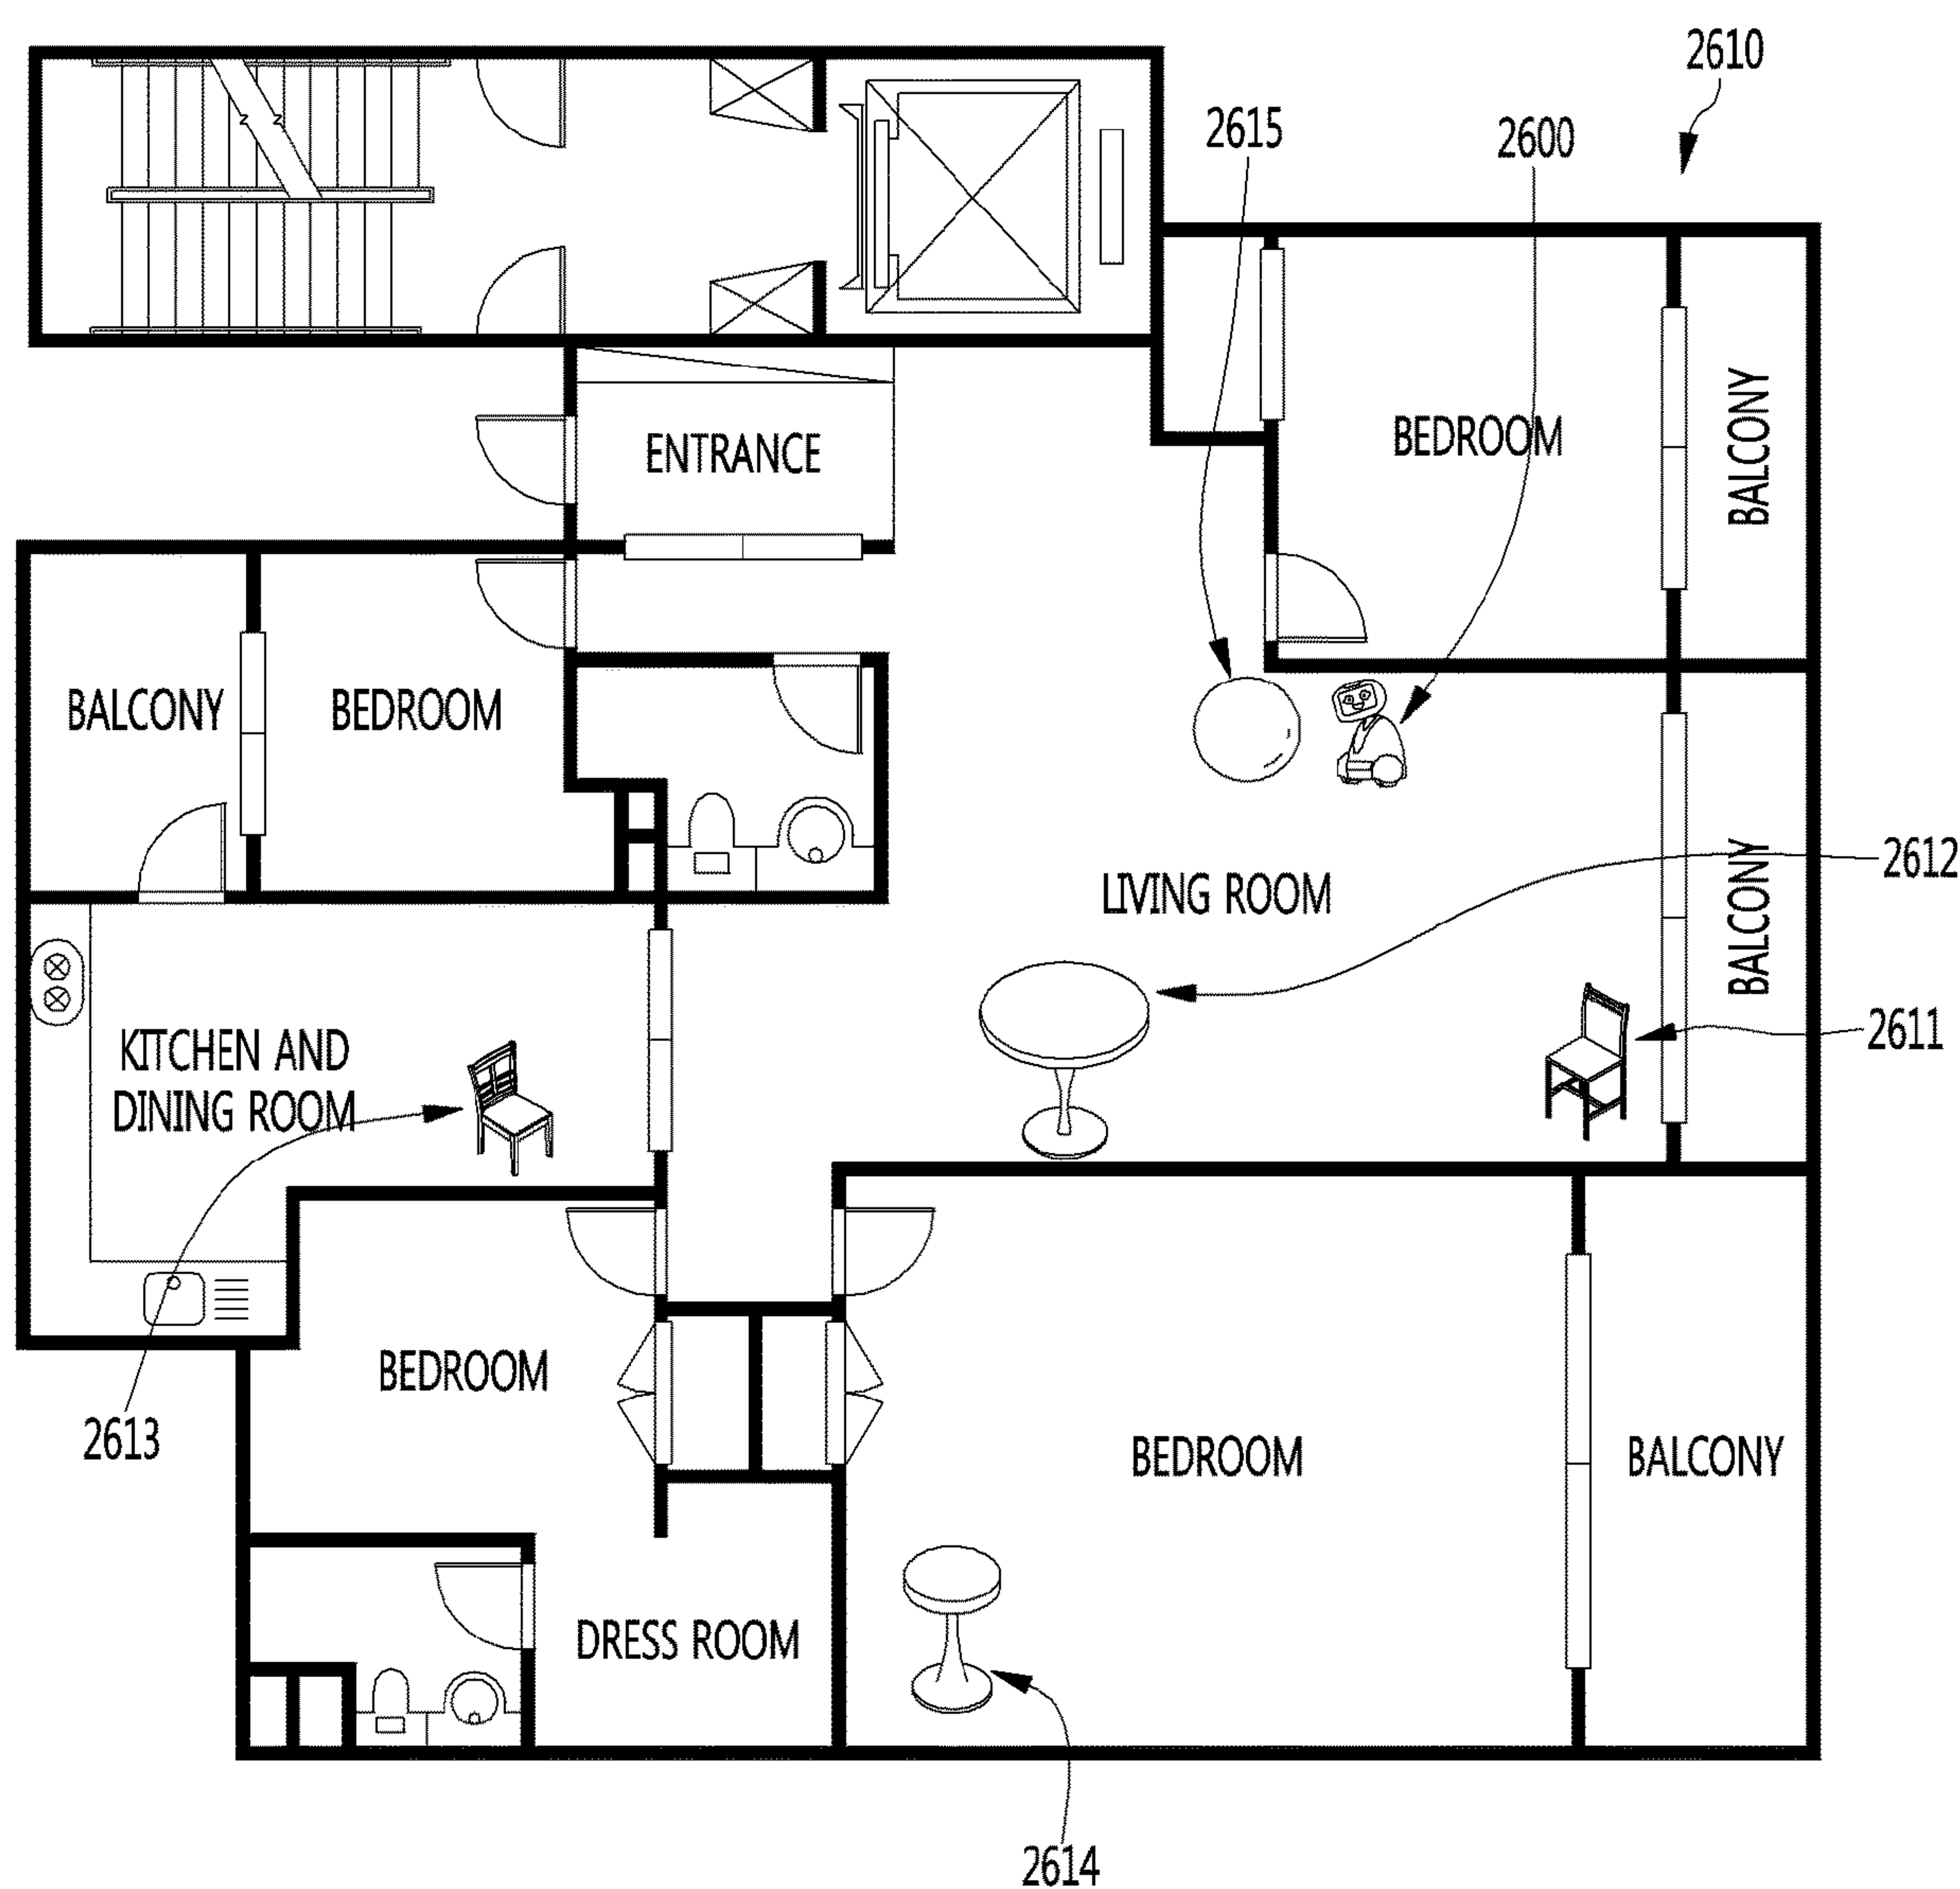 2610
2615
2600
BEDROOM
BALCONY
ENTRANCE
BALCONY
BEDROOM
2612
LIVING ROOM
BALCONY
2611
KITCHEN AND
DINING ROOM
BEDROOM
2613
BEDROOM
BALCONY
DRESS ROOM
2614